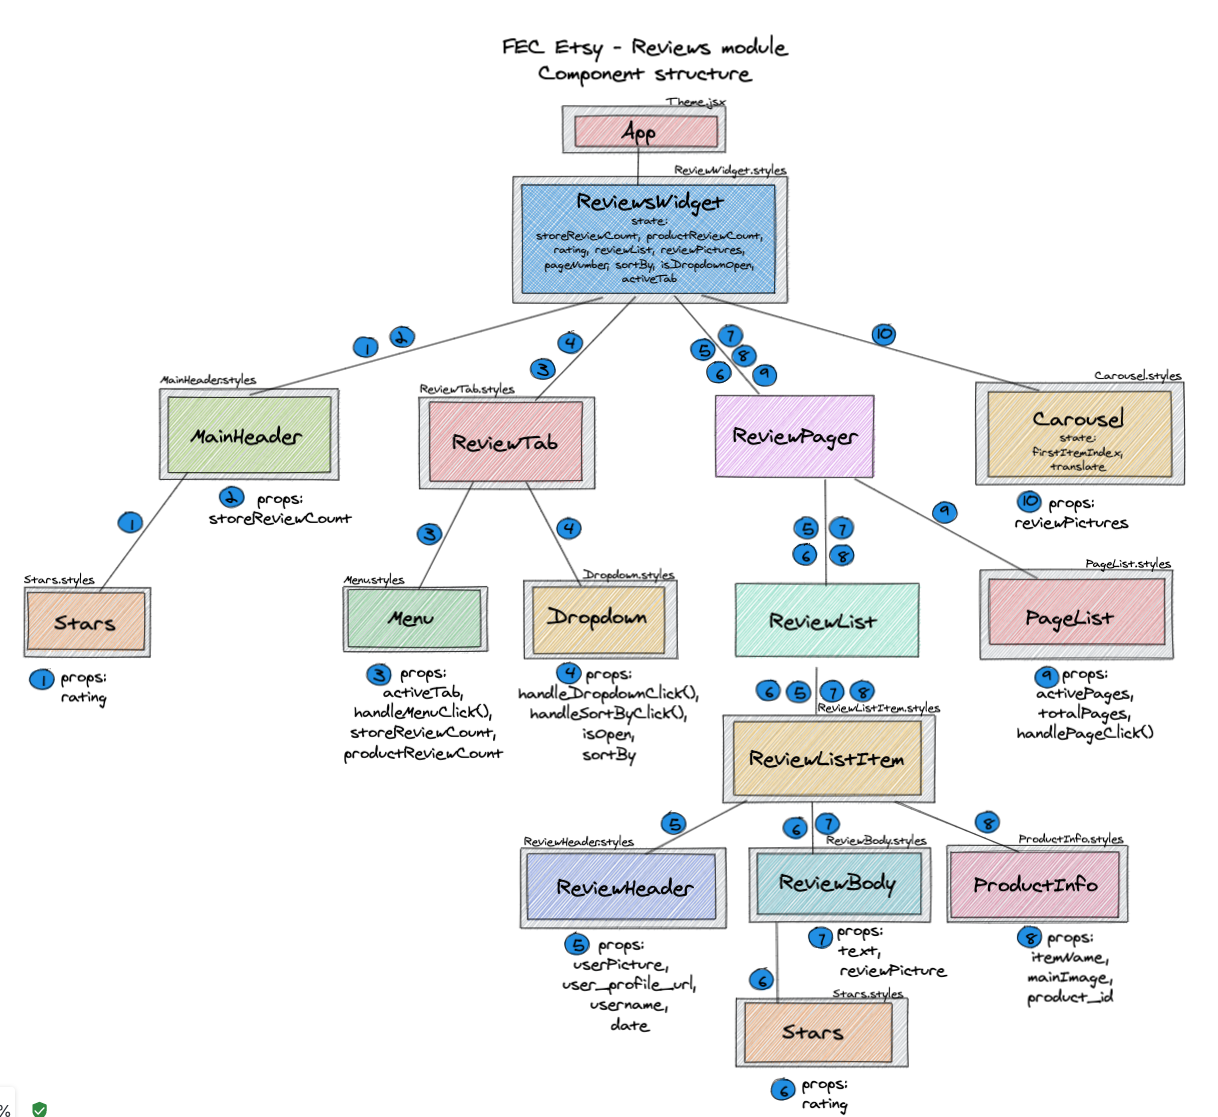 FEC Etsy - Reviews module
Component structure
Theme.jsx
App
ReviewWidget.styles
ReviewsWidget
state:
storeReviewCount, productReviewCount,
rating, reviewList, reviewPictures,
pageNumber, sortBy, isDropdownOpen,
activeTab
1
2
4
3
7
5
8
6
9
10
MainHeader.styles
MainHeader
ReviewTab.styles
ReviewTab
ReviewPager
Carousel.styles
Carousel
state:
firstItemIndex,
translate
2 props:
storeReviewCount
10 props:
reviewPictures
1
3
4
5 7
6 8
9
Stars.styles
Stars
Menu.styles
Menu
Dropdown.styles
Dropdown
ReviewList
PageList.styles
PageList
1 props:
rating
3 props:
activeTab,
handleMenuClick(),
storeReviewCount,
productReviewCount
4 props:
handleDropdownClick(),
handleSortByClick(),
isOpen,
sortBy
9 props:
activePages,
totalPages,
handlePageClick()
6 5 7 8
ReviewListItem.styles
ReviewListItem
5
6 7
8
ReviewHeader.styles
ReviewHeader
ReviewBody.styles
ReviewBody
ProductInfo.styles
ProductInfo
5 props:
userPicture,
user_profile_url,
username,
date
7 props:
text,
reviewPicture
8 props:
itemName,
mainImage,
product_id
6
Stars.styles
Stars
6 props:
rating
%